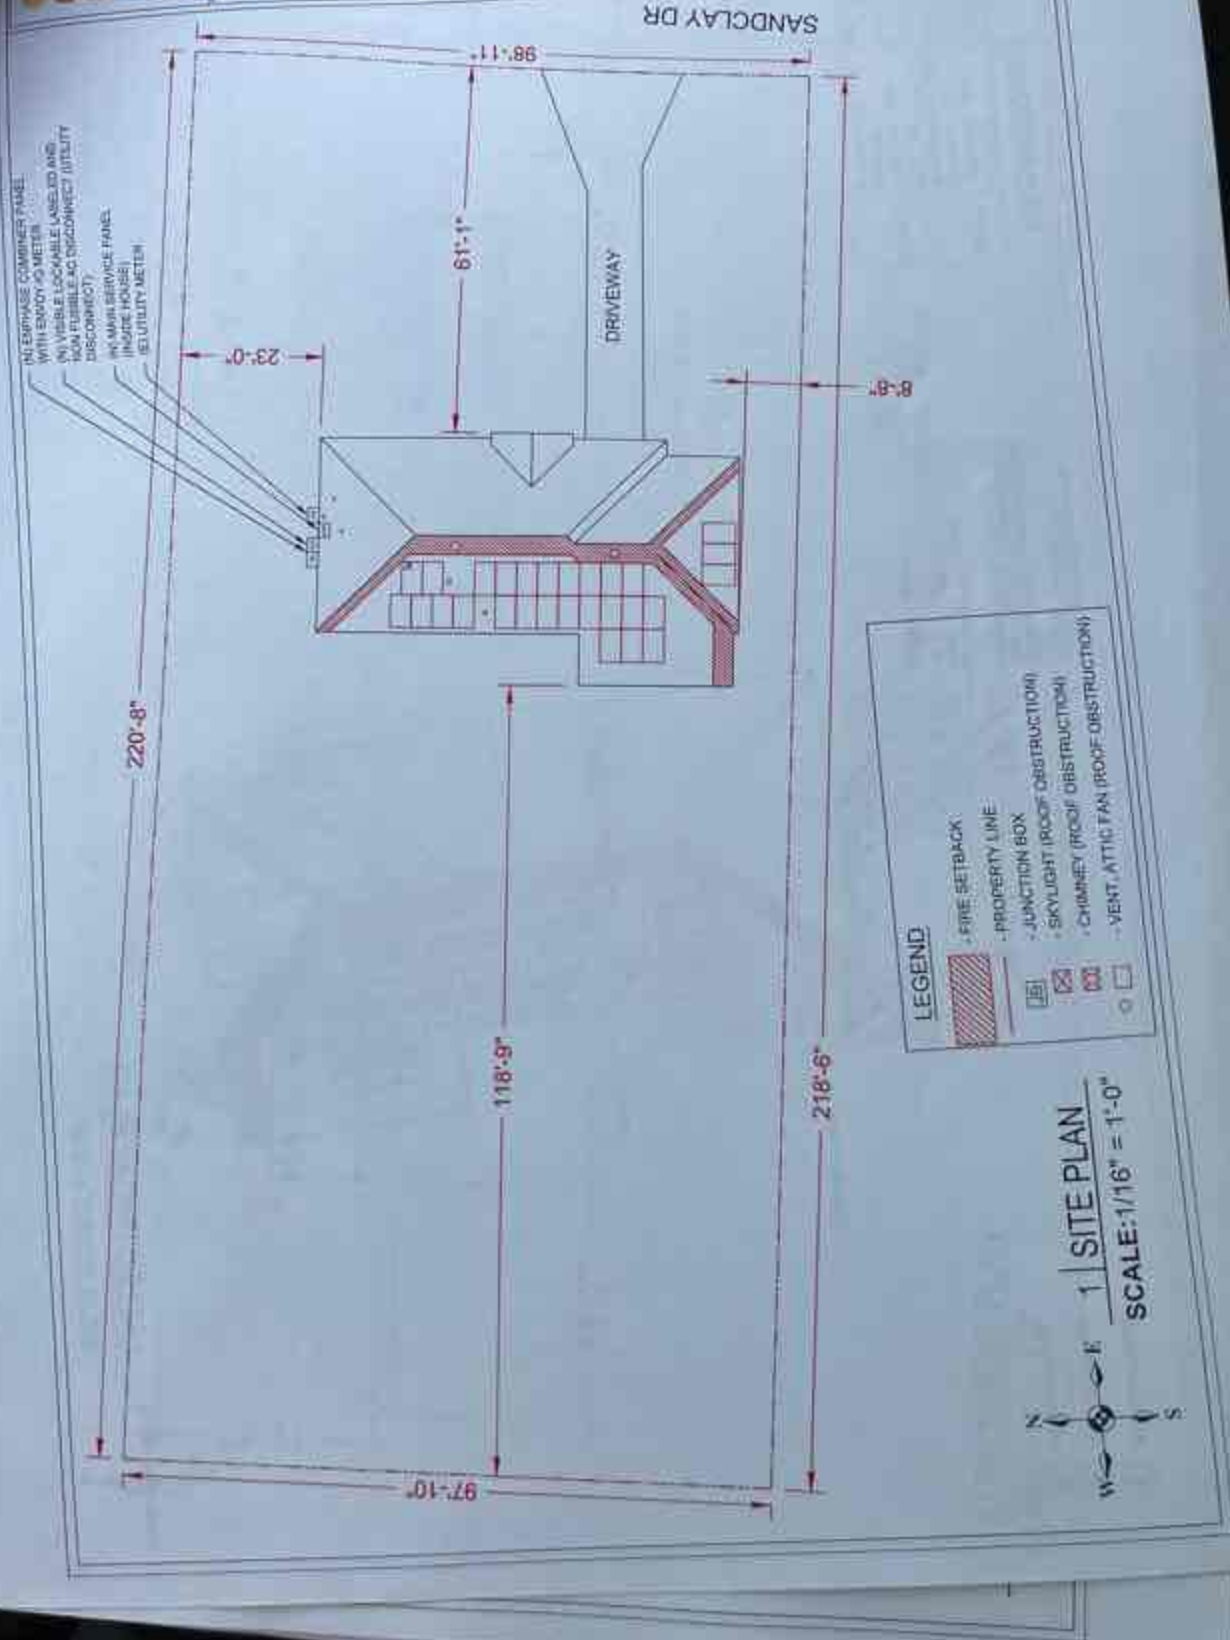 SANDCLAY DR
98'-11"
(N) ENPHASE COMBINER PANEL
WITH ENVOY-IQ METER
(N) VISIBLE LOCKABLE LABELED AND
NON FUSIBLE AC DISCONNECT (UTILITY
DISCONNECT)
(N) MAIN SERVICE PANEL
(INSIDE HOUSE)
(E) UTILITY METER
220'-8"
23'-0"
61'-1"
DRIVEWAY
8'-8"
118'-9"
218'-6"
97'-10"
LEGEND
- FIRE SETBACK
- PROPERTY LINE
JB - JUNCTION BOX
- SKYLIGHT (ROOF OBSTRUCTION)
- CHIMNEY (ROOF OBSTRUCTION)
- VENT, ATTIC FAN (ROOF OBSTRUCTION)
1 SITE PLAN
SCALE:1/16" = 1'-0"
N
W E
S